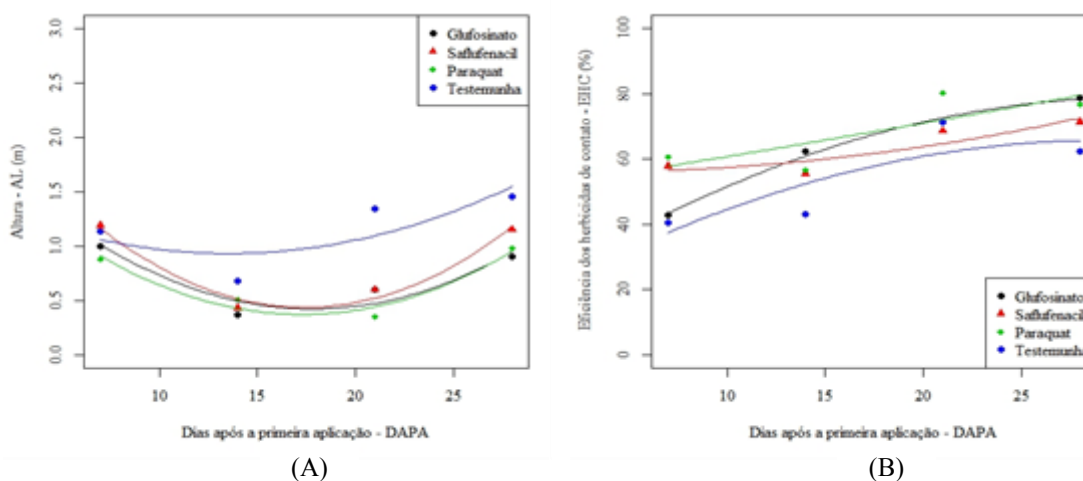 Altura - AL (m)
0.0 0.5 1.0 1.5 2.0 2.5 3.0
Glufosinato
Saflufenacil
Paraquat
Testemunha
10 15 20 25
Dias após a primeira aplicação - DAPA
(A)
Eficiência dos herbicidas de contato - EHC (%)
0 20 40 60 80 100
Glufosinato
Saflufenacil
Paraquat
Testemunha
10 15 20 25
Dias após a primeira aplicação - DAPA
(B)